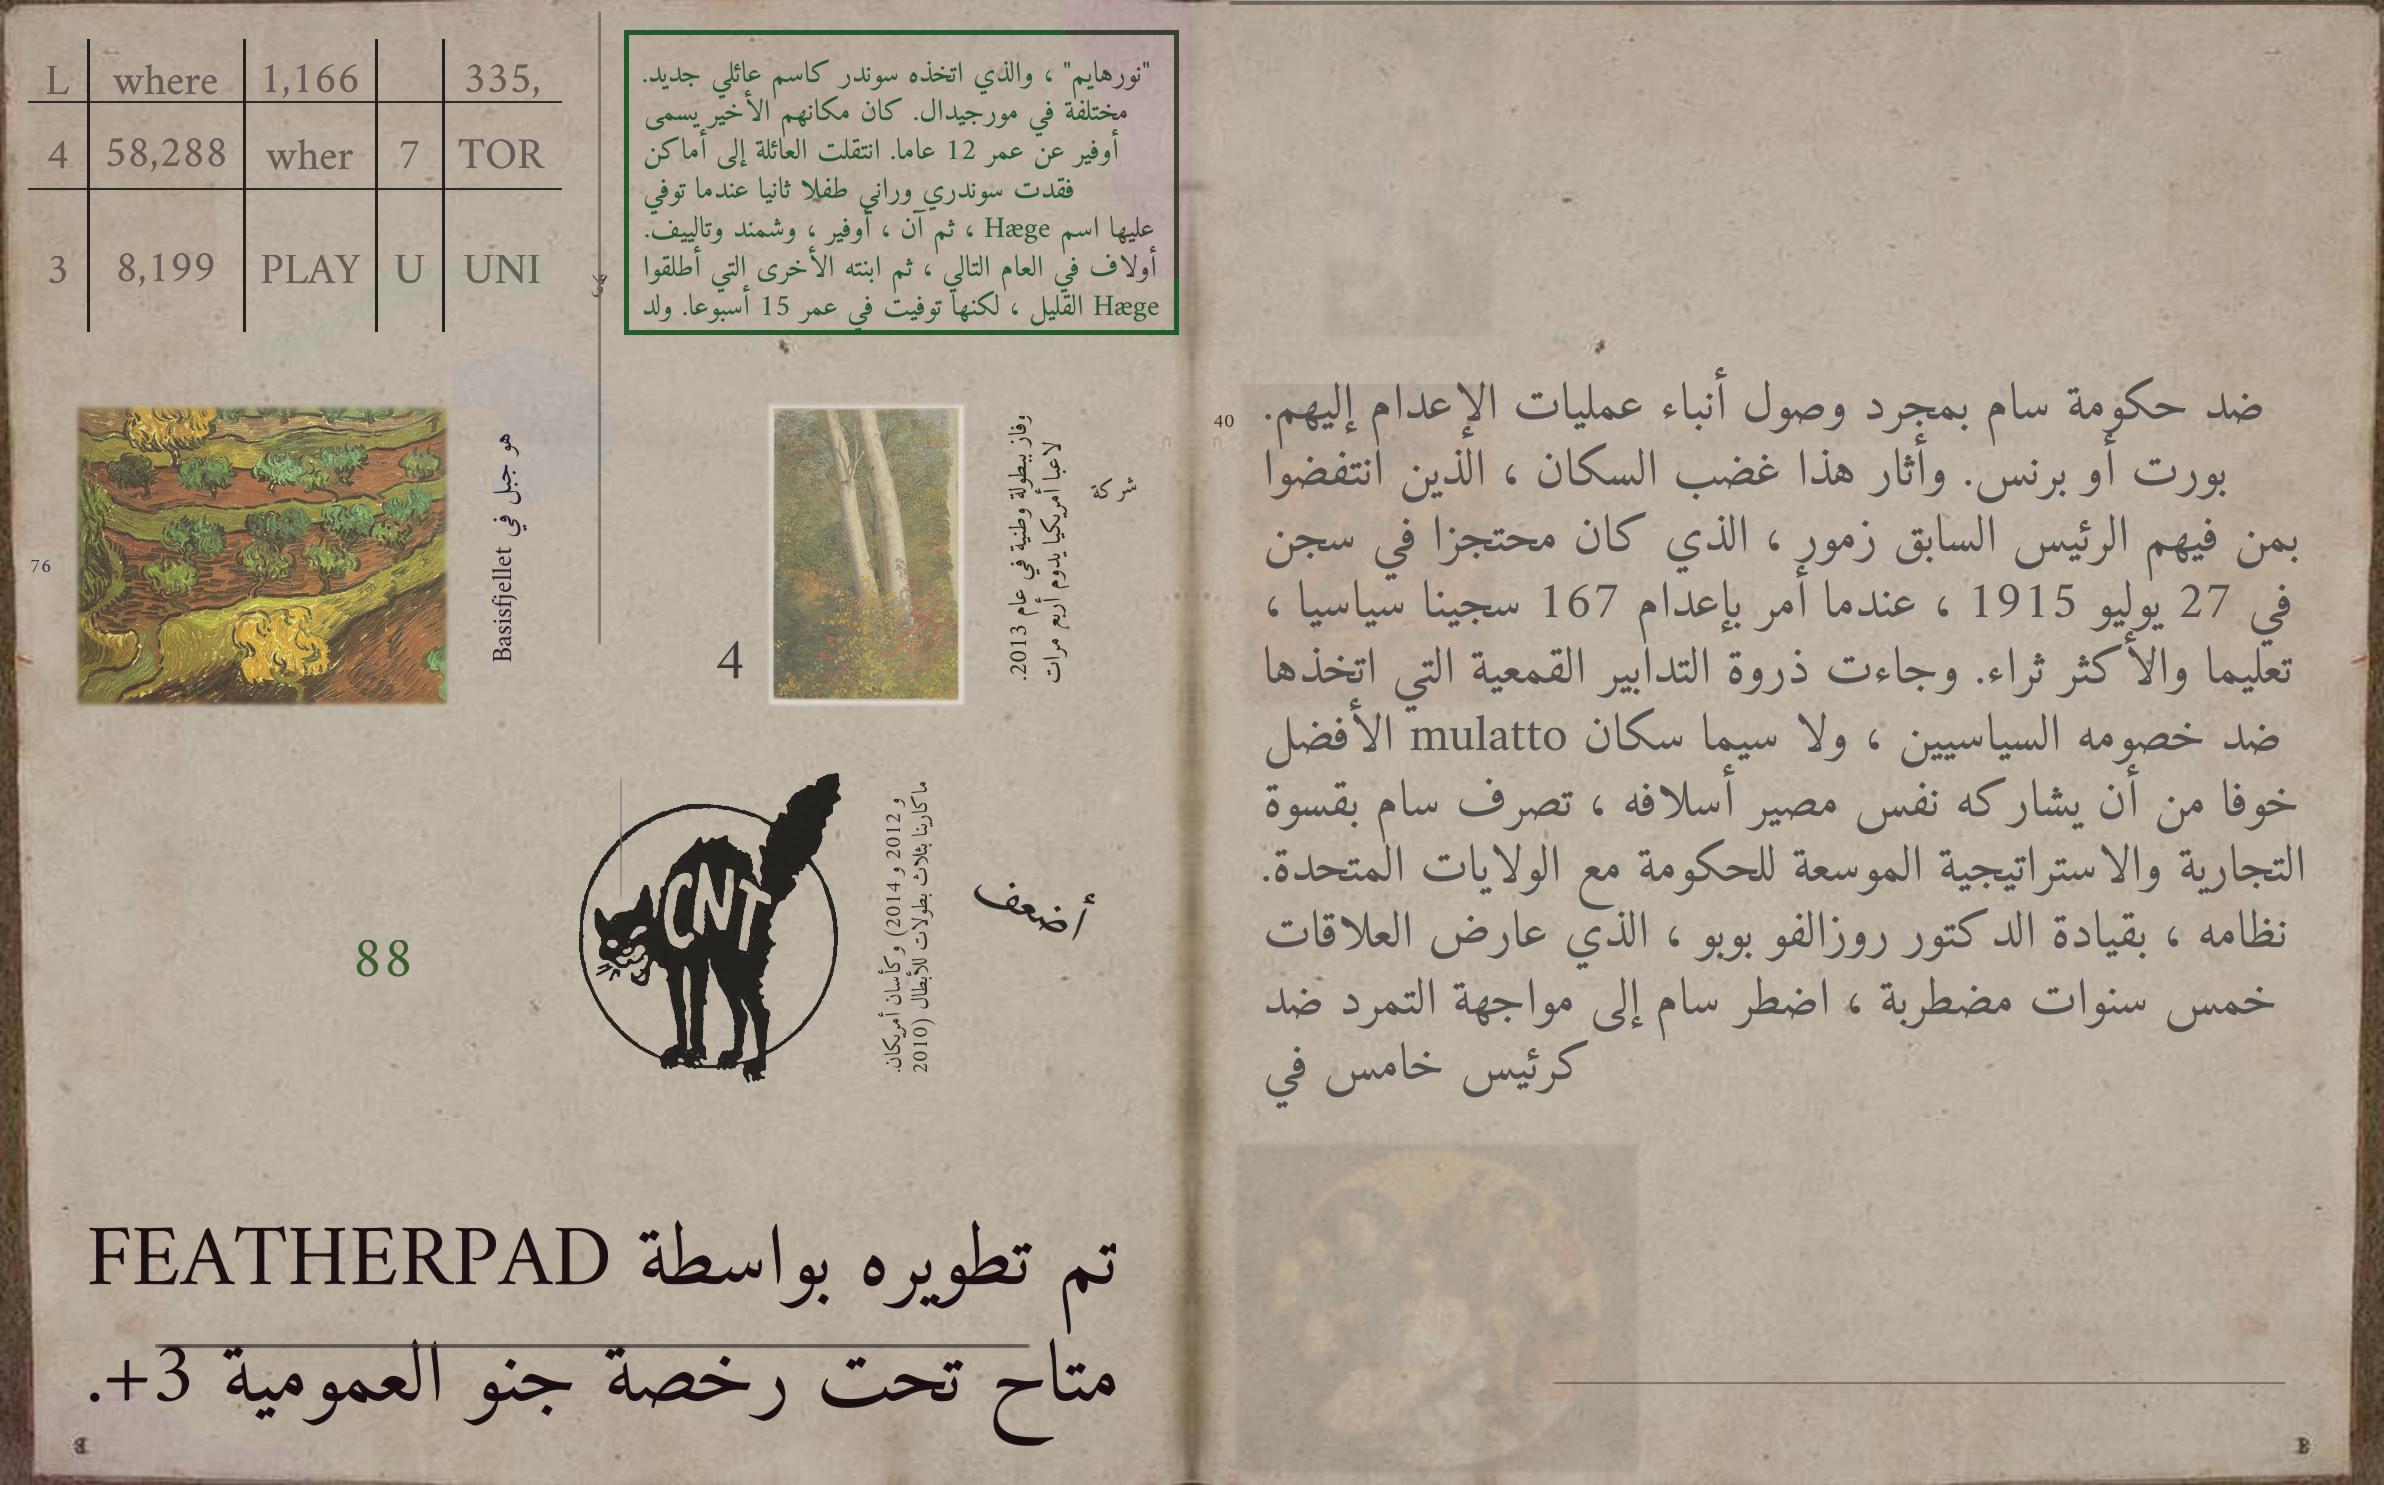 L where 1,166 335,
4 58,288 wher 7 TOR
3 8,199 PLAY U UNI
"نورهايم" ، والذي اتخذه سوندر كاسم عائلي جديد.
مختلفة في مورجيدال. كان مكانهم الأخير يسمى
أوفير عن عمر 12 عاما. انتقلت العائلة إلى أماكن
فقدت سوندري وراني طفلا ثانيا عندما توفي
عليها اسم Hæge ، ثم آن ، أوفير ، وشمند وتالييف.
أولاف في العام التالي ، ثم ابنته الأخرى التي أطلقوا
Hæge القليل ، لكنها توفيت في عمر 15 أسبوعا. ولد
76
هو جبل في Basisfjellet
4
وفاز ببطولة وطنية في عام 2013.
لاعبا أمريكيا يدوم أربع مرات
شركة
88
CNT
و 2012 و 2014) وكأسان أمريكان.
ماكارينا بثلاث بطولات للأبطال (2010
أضعف
تم تطويره بواسطة FEATHERPAD
متاح تحت رخصة جنو العمومية 3+.
40
ضد حكومة سام بمجرد وصول أنباء عمليات الإعدام إليهم.
بورت أو برنس. وأثار هذا غضب السكان ، الذين انتفضوا
بمن فيهم الرئيس السابق زمور ، الذي كان محتجزا في سجن
في 27 يوليو 1915 ، عندما أمر بإعدام 167 سجينا سياسيا ،
تعليما والأكثر ثراء. وجاءت ذروة التدابير القمعية التي اتخذها
ضد خصومه السياسيين ، ولا سيما سكان mulatto الأفضل
خوفا من أن يشاركه نفس مصير أسلافه ، تصرف سام بقسوة
التجارية والاستراتيجية الموسعة للحكومة مع الولايات المتحدة.
نظامه ، بقيادة الدكتور روزالفو بوبو ، الذي عارض العلاقات
خمس سنوات مضطربة ، اضطر سام إلى مواجهة التمرد ضد
كرئيس خامس في